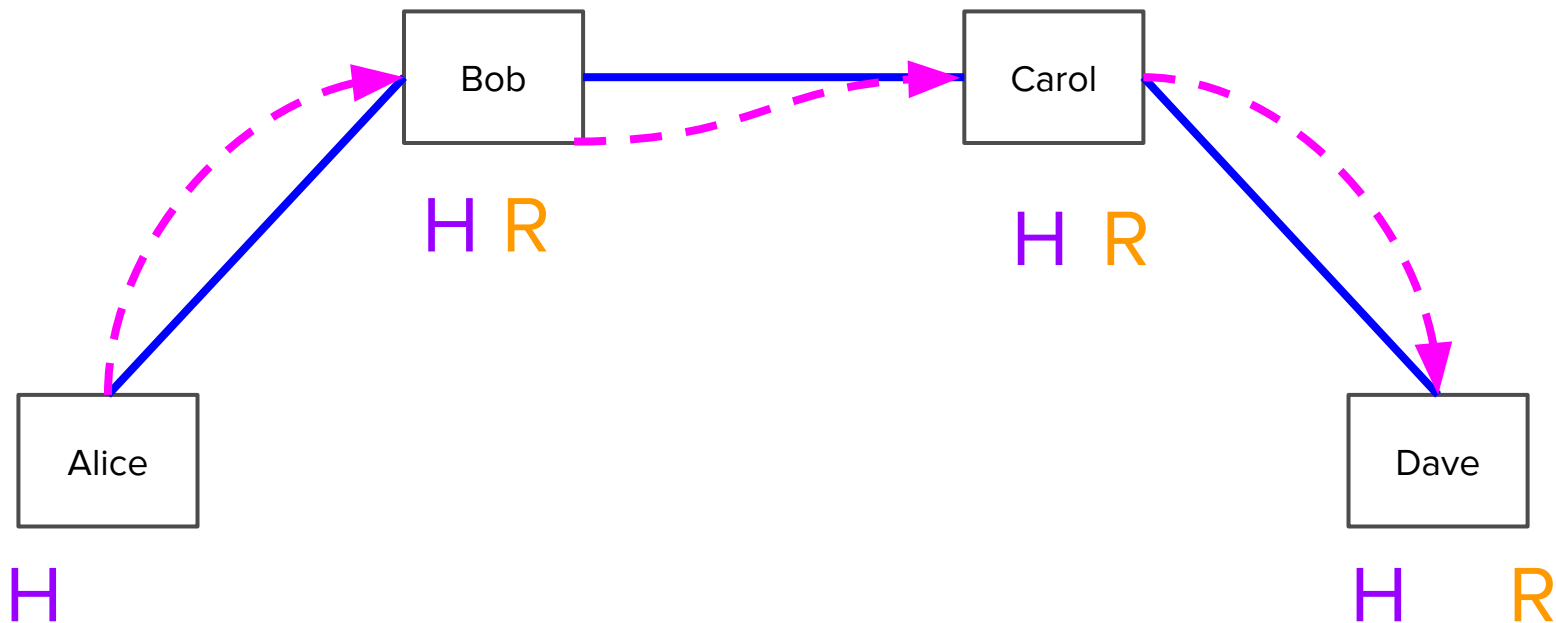 Bob
Carol
H R
H R
Alice
Dave
H
H R